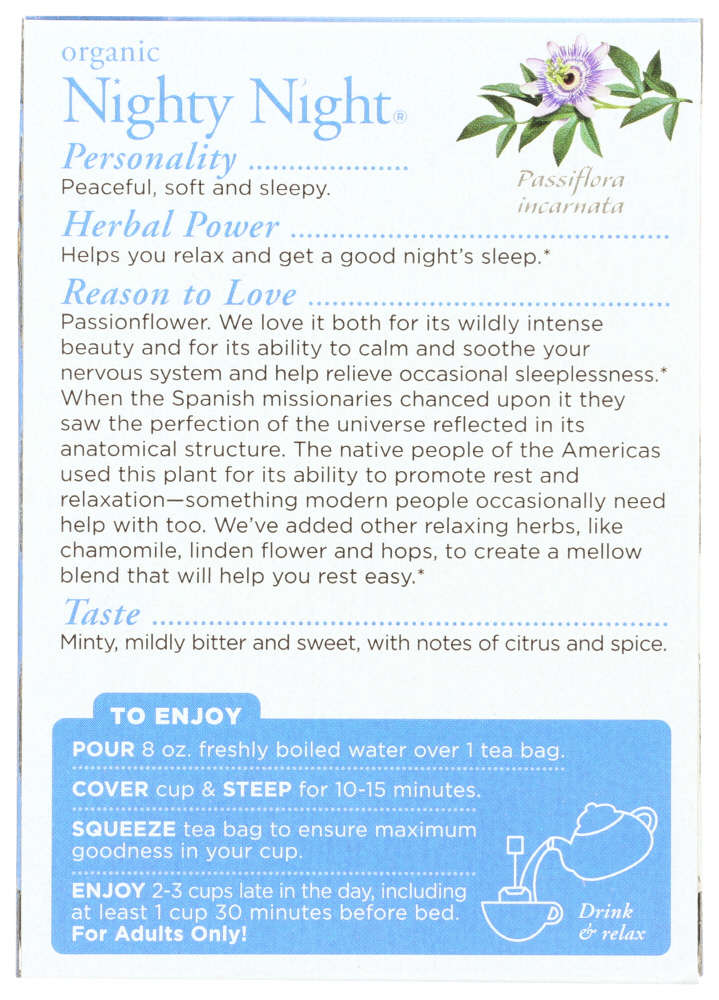 organic
Nighty Night®
Personality
Peaceful, soft and sleepy.
Passiflora
incarnata
Herbal Power
Helps you relax and get a good night's sleep.*
Reason to Love
Passionflower. We love it both for its wildly intense
beauty and for its ability to calm and soothe your
nervous system and help relieve occasional sleeplessness.*
When the Spanish missionaries chanced upon it they
saw the perfection of the universe reflected in its
anatomical structure. The native people of the Americas
used this plant for its ability to promote rest and
relaxation—something modern people occasionally need
help with too. We've added other relaxing herbs, like
chamomile, linden flower and hops, to create a mellow
blend that will help you rest easy.*
Taste
Minty, mildly bitter and sweet, with notes of citrus and spice.
TO ENJOY
POUR 8 oz. freshly boiled water over 1 tea bag.
COVER cup & STEEP for 10-15 minutes.
SQUEEZE tea bag to ensure maximum
goodness in your cup.
ENJOY 2-3 cups late in the day, including
at least 1 cup 30 minutes before bed.
For Adults Only!
Drink
& relax